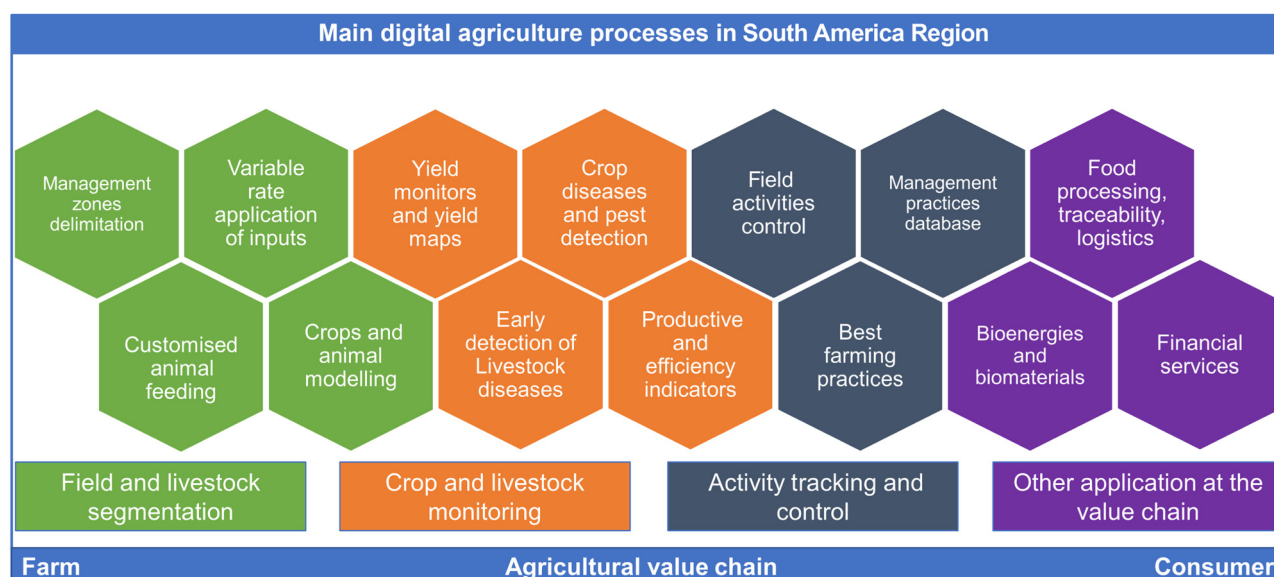 Main digital agriculture processes in South America Region
Management
zones
delimitation
Variable
rate
application
of inputs
Yield
monitors
and yield
maps
Crop
diseases
and pest
detection
Field
activities
control
Management
practices
database
Food
processing,
traceability,
logistics
Customised
animal
feeding
Crops and
animal
modelling
Early
detection of
Livestock
diseases
Productive
and
efficiency
indicators
Best
farming
practices
Bioenergies
and
biomaterials
Financial
services
Field and livestock
segmentation
Crop and livestock
monitoring
Activity tracking and
control
Other application at the
value chain
Farm
Agricultural value chain
Consumer